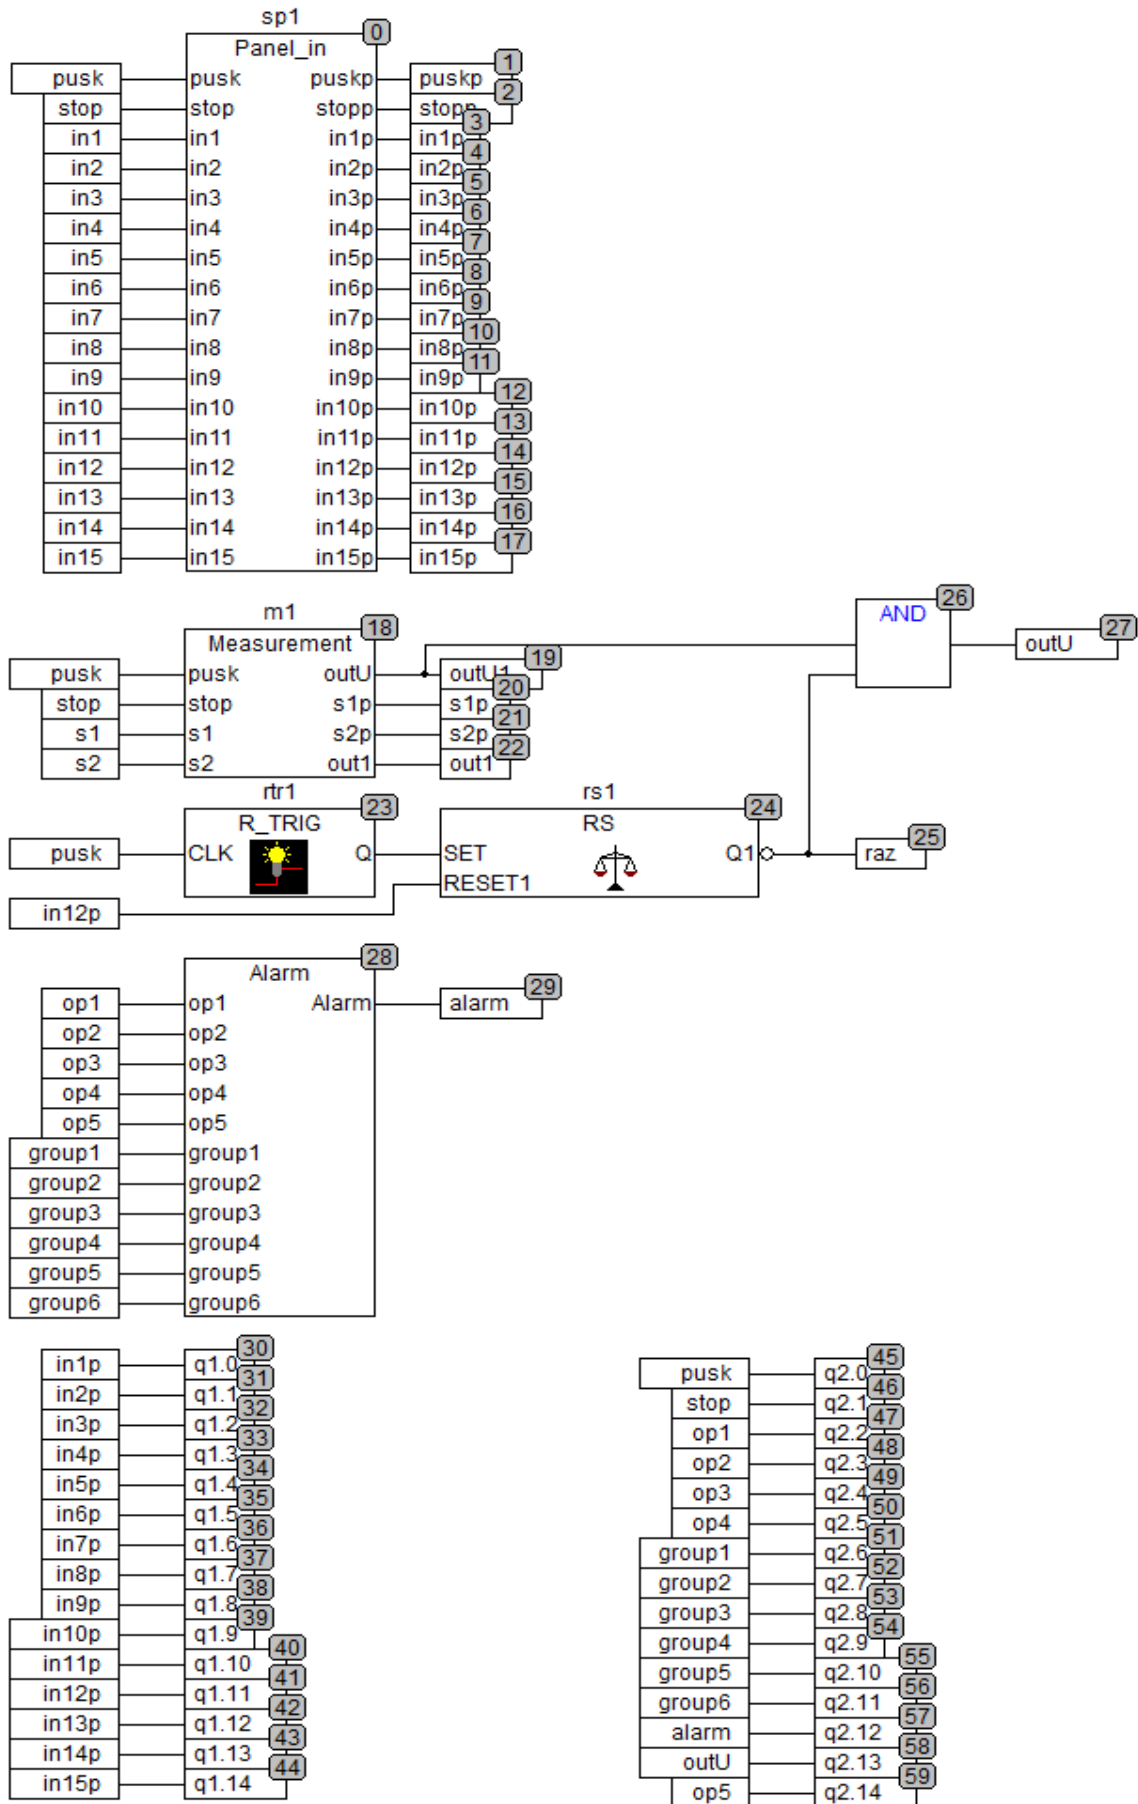 sp1
0
Panel_in
pusk pusk puskp puskp 1
stop stop stopp stopp 2
in1 in1 in1p in1p 3
in2 in2 in2p in2p 4
in3 in3 in3p in3p 5
in4 in4 in4p in4p 6
in5 in5 in5p in5p 7
in6 in6 in6p in6p 8
in7 in7 in7p in7p 9
in8 in8 in8p in8p 10
in9 in9 in9p in9p 11
in10 in10 in10p in10p 12
in11 in11 in11p in11p 13
in12 in12 in12p in12p 14
in13 in13 in13p in13p 15
in14 in14 in14p in14p 16
in15 in15 in15p in15p 17
m1
18
Measurement
AND 26
outU 27
pusk pusk outU outU1 19
stop stop s1p s1p 20
s1 s1 s2p s2p 21
s2 s2 out1 out1 22
rtr1 rs1
23 24
R_TRIG RS
pusk CLK Q SET Q1 raz 25
in12p RESET1
28
Alarm
op1 op1 Alarm alarm 29
op2 op2
op3 op3
op4 op4
op5 op5
group1 group1
group2 group2
group3 group3
group4 group4
group5 group5
group6 group6
in1p q1.0 30
in2p q1.1 31
in3p q1.2 32
in4p q1.3 33
in5p q1.4 34
in6p q1.5 35
in7p q1.6 36
in8p q1.7 37
in9p q1.8 38
in10p q1.9 39
in11p q1.10 40
in12p q1.11 41
in13p q1.12 42
in14p q1.13 43
in15p q1.14 44
pusk q2.0 45
stop q2.1 46
op1 q2.2 47
op2 q2.3 48
op3 q2.4 49
op4 q2.5 50
group1 q2.6 51
group2 q2.7 52
group3 q2.8 53
group4 q2.9 54
group5 q2.10 55
group6 q2.11 56
alarm q2.12 57
outU q2.13 58
op5 q2.14 59